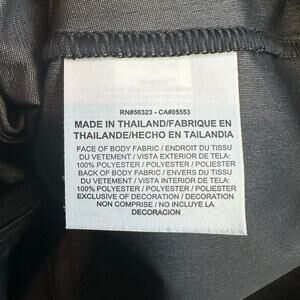 RN#56323 - CA#05553
MADE IN THAILAND/FABRIQUE EN
THAILANDE/HECHO EN TAILANDIA
FACE OF BODY FABRIC / ENDROIT DU TISSU
DU VETEMENT / VISTA EXTERIOR DE TELA:
100% POLYESTER / POLYESTER / POLIESTER
BACK OF BODY FABRIC / ENVERS DU TISSU
DU VETEMENT / VISTA INTERIOR DE TELA:
100% POLYESTER / POLYESTER / POLIESTER
EXCLUSIVE OF DECORATION / DECORATION
NON COMPRISE / NO INCLUYE LA
DECORACION